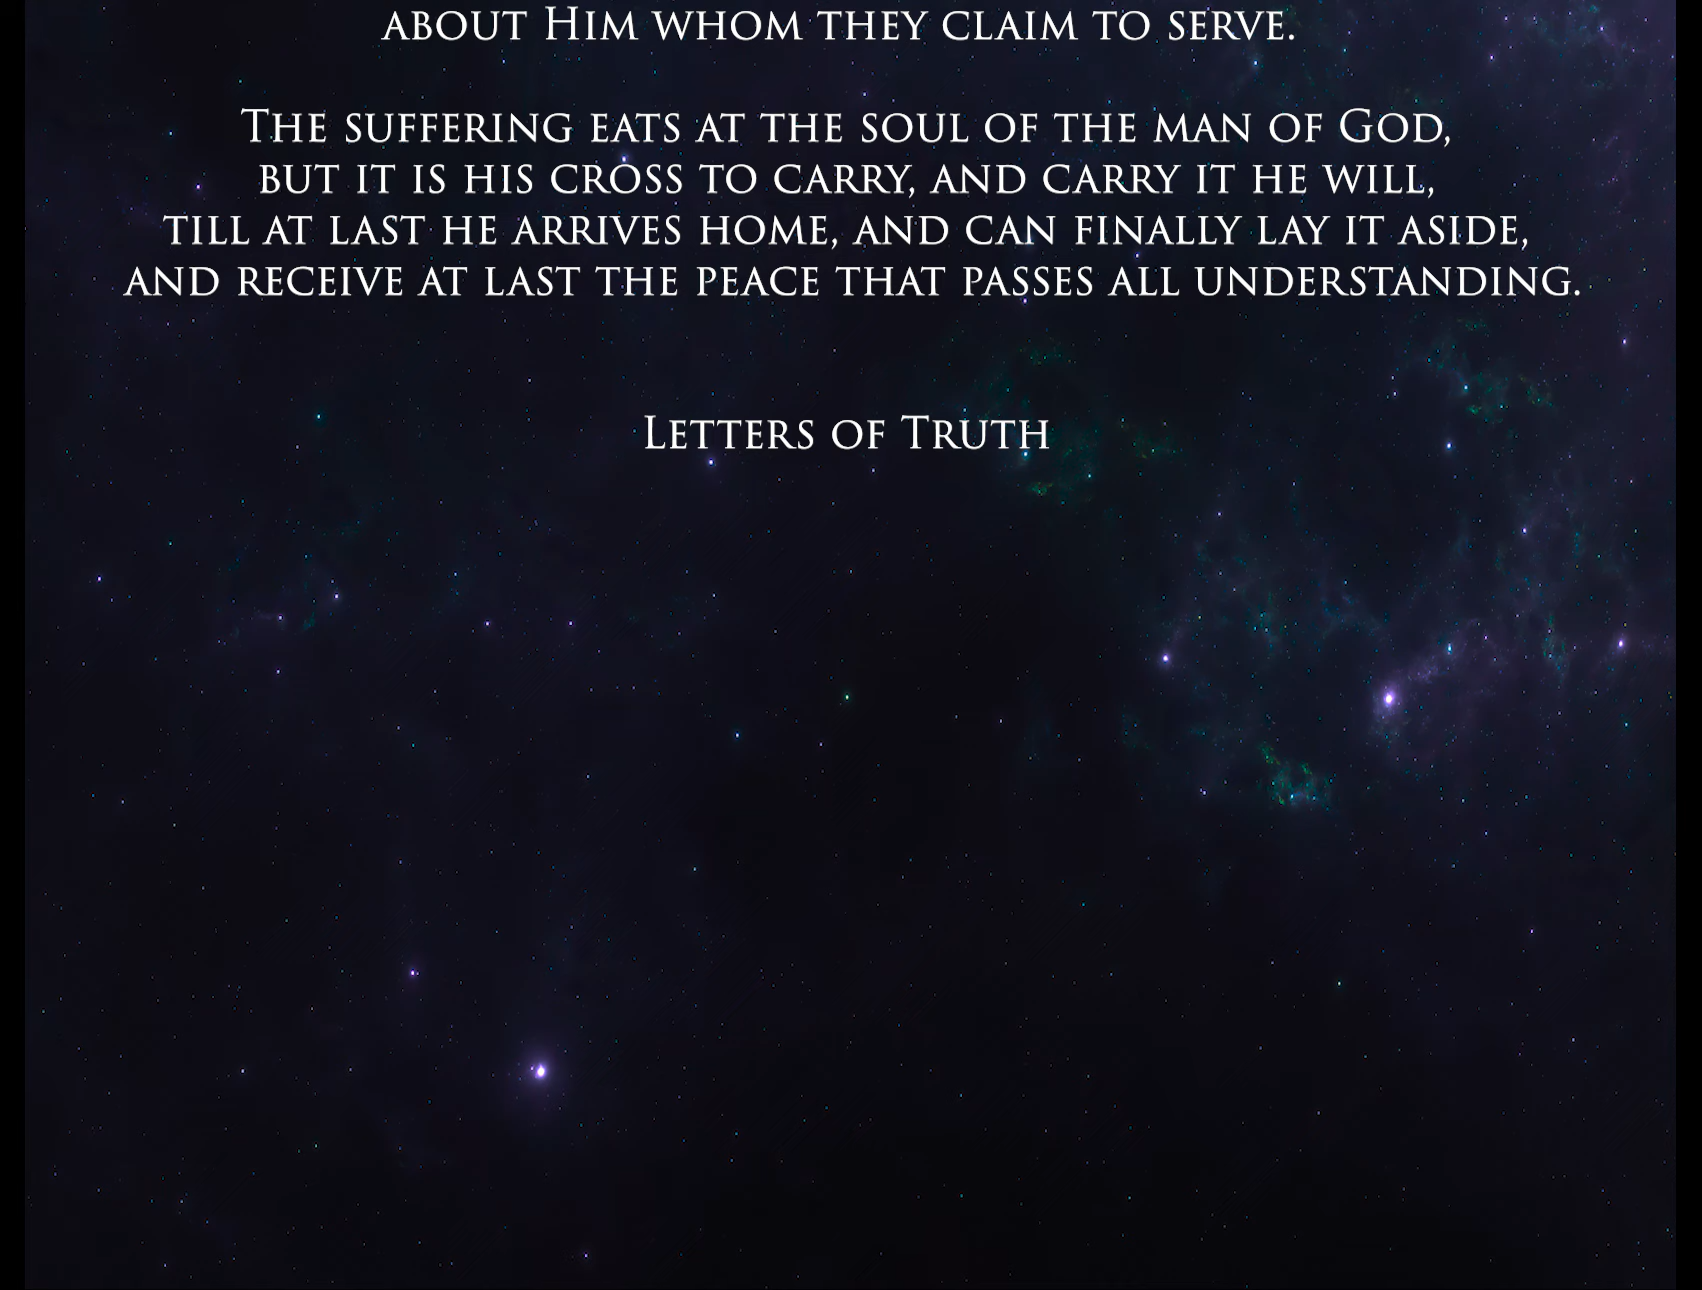 about Him whom they claim to serve.
The suffering eats at the soul of the man of God,
but it is his cross to carry, and carry it he will,
till at last he arrives home, and can finally lay it aside,
and receive at last the peace that passes all understanding.
Letters of Truth